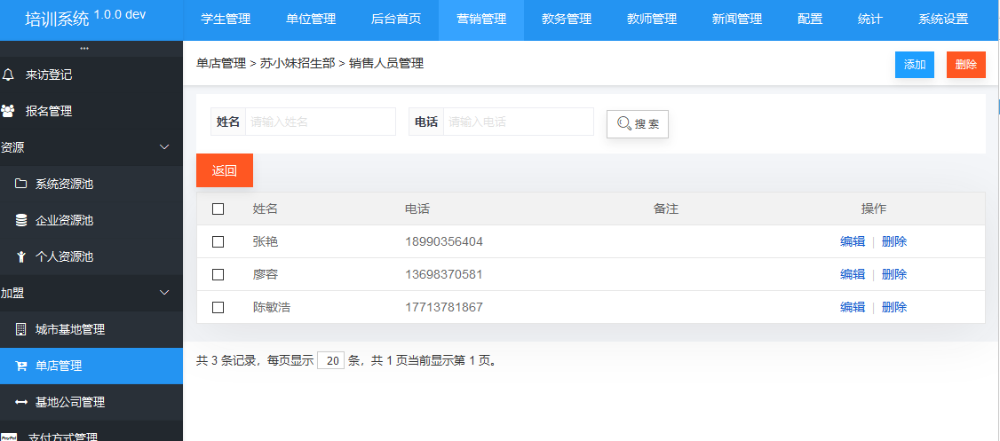 培训系统 1.0.0 dev
学生管理 单位管理 后台首页 营销管理 教务管理 教师管理 新闻管理 配置 统计 系统设置
来访登记
报名管理
资源
系统资源池
企业资源池
个人资源池
加盟
城市基地管理
单店管理
基地公司管理
PayPal 支付方式管理
单店管理 > 苏小妹招生部 > 销售人员管理 添加 删除
姓名 请输入姓名 电话 请输入电话 搜 索
返回
姓名 电话 备注 操作
张艳 18990356404 编辑 | 删除
廖容 13698370581 编辑 | 删除
陈敏浩 17713781867 编辑 | 删除
共 3 条记录，每页显示 20 条，共 1 页当前显示第 1 页。